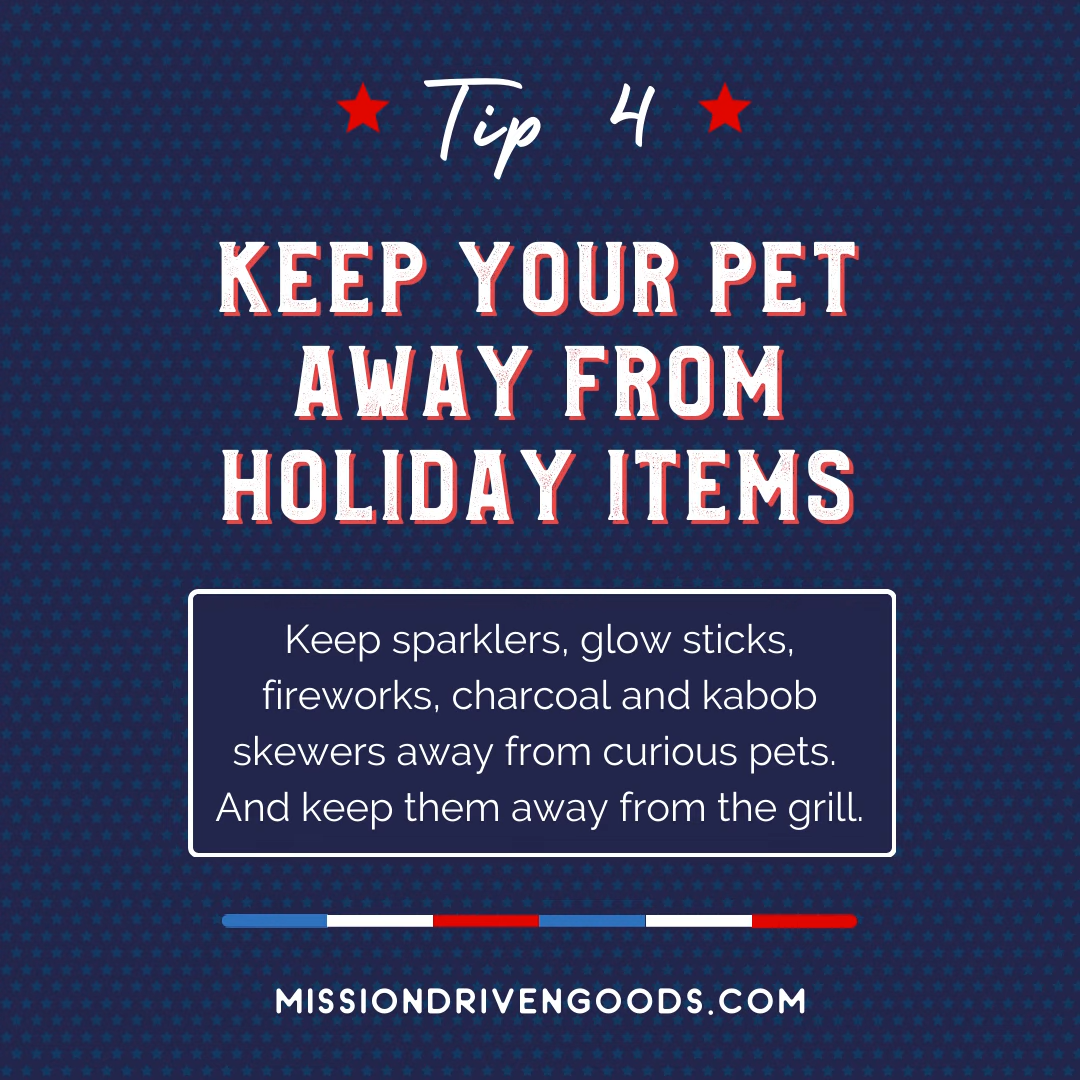 Tip 4
KEEP YOUR PET
AWAY FROM
HOLIDAY ITEMS
Keep sparklers, glow sticks,
fireworks, charcoal and kabob
skewers away from curious pets.
And keep them away from the grill.
MISSIONDRIVENGOODS.COM